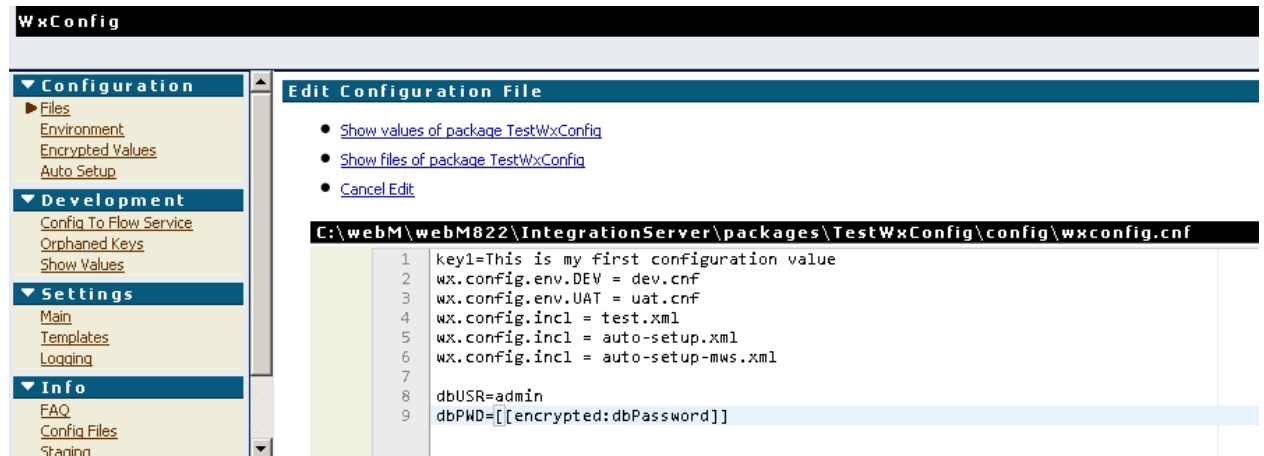 WxConfig
Configuration
Files
Environment
Encrypted Values
Auto Setup
Development
Config To Flow Service
Orphaned Keys
Show Values
Settings
Main
Templates
Logging
Info
FAQ
Config Files
Staging
Edit Configuration File
Show values of package TestWxConfig
Show files of package TestWxConfig
Cancel Edit
C:\webM\webM822\IntegrationServer\packages\TestWxConfig\config\wxconfig.cnf
1 key1=This is my first configuration value
2 wx.config.env.DEV = dev.cnf
3 wx.config.env.UAT = uat.cnf
4 wx.config.incl = test.xml
5 wx.config.incl = auto-setup.xml
6 wx.config.incl = auto-setup-mws.xml
7
8 dbUSR=admin
9 dbPWD=[[encrypted:dbPassword]]